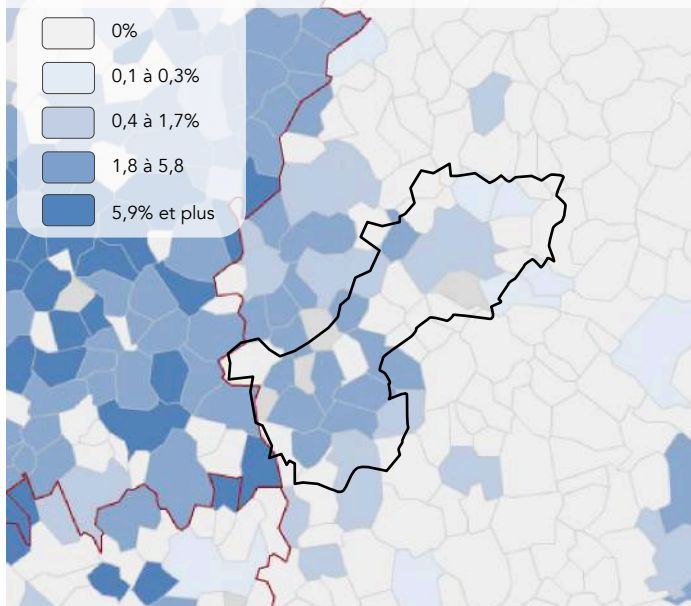 0%
0,1 à 0,3%
0,4 à 1,7%
1,8 à 5,8
5,9% et plus